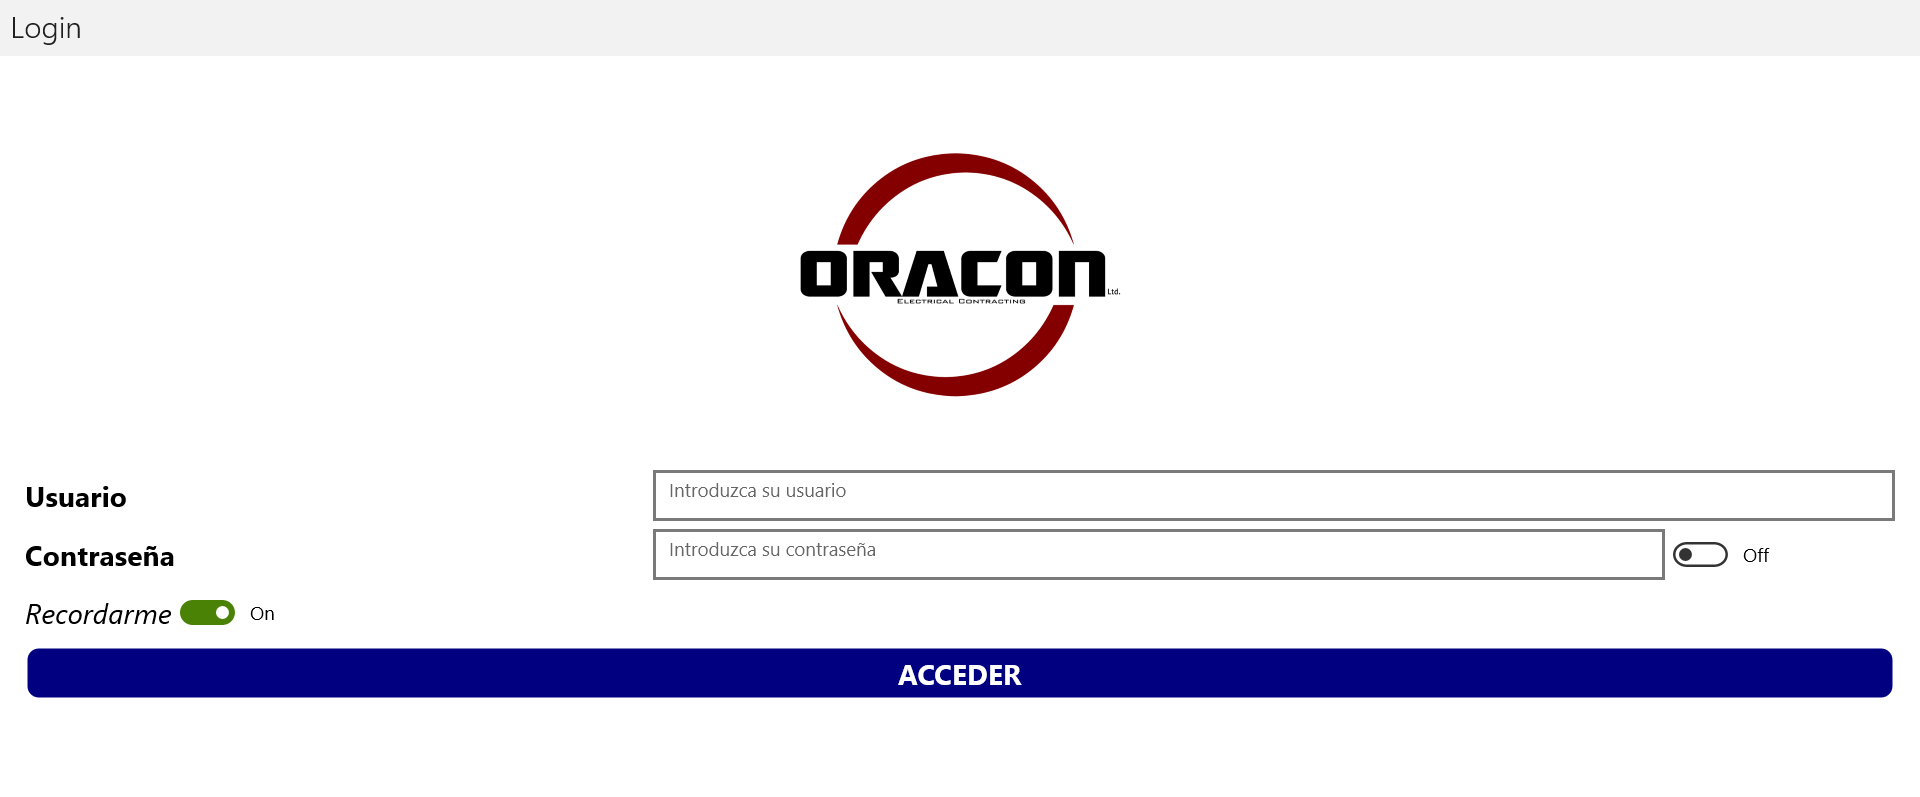 Login
ORACON
Ltd.
ELECTRICAL CONTRACTING
Usuario
Introduzca su usuario
Contraseña
Introduzca su contraseña
Off
Recordarme
On
ACCEDER